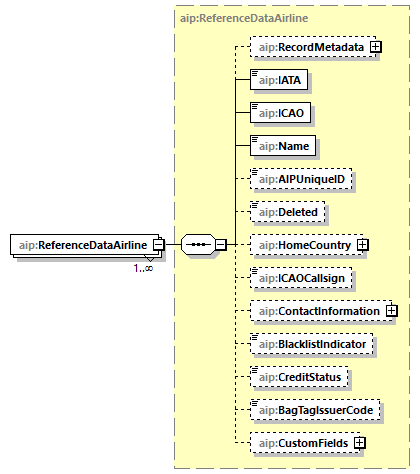 aip:ReferenceDataAirline
aip:RecordMetadata
aip:IATA
aip:ICAO
aip:Name
aip:AIPUniqueID
aip:Deleted
aip:ReferenceDataAirline
1..∞
aip:HomeCountry
aip:ICAOCallsign
aip:ContactInformation
aip:BlacklistIndicator
aip:CreditStatus
aip:BagTagIssuerCode
aip:CustomFields